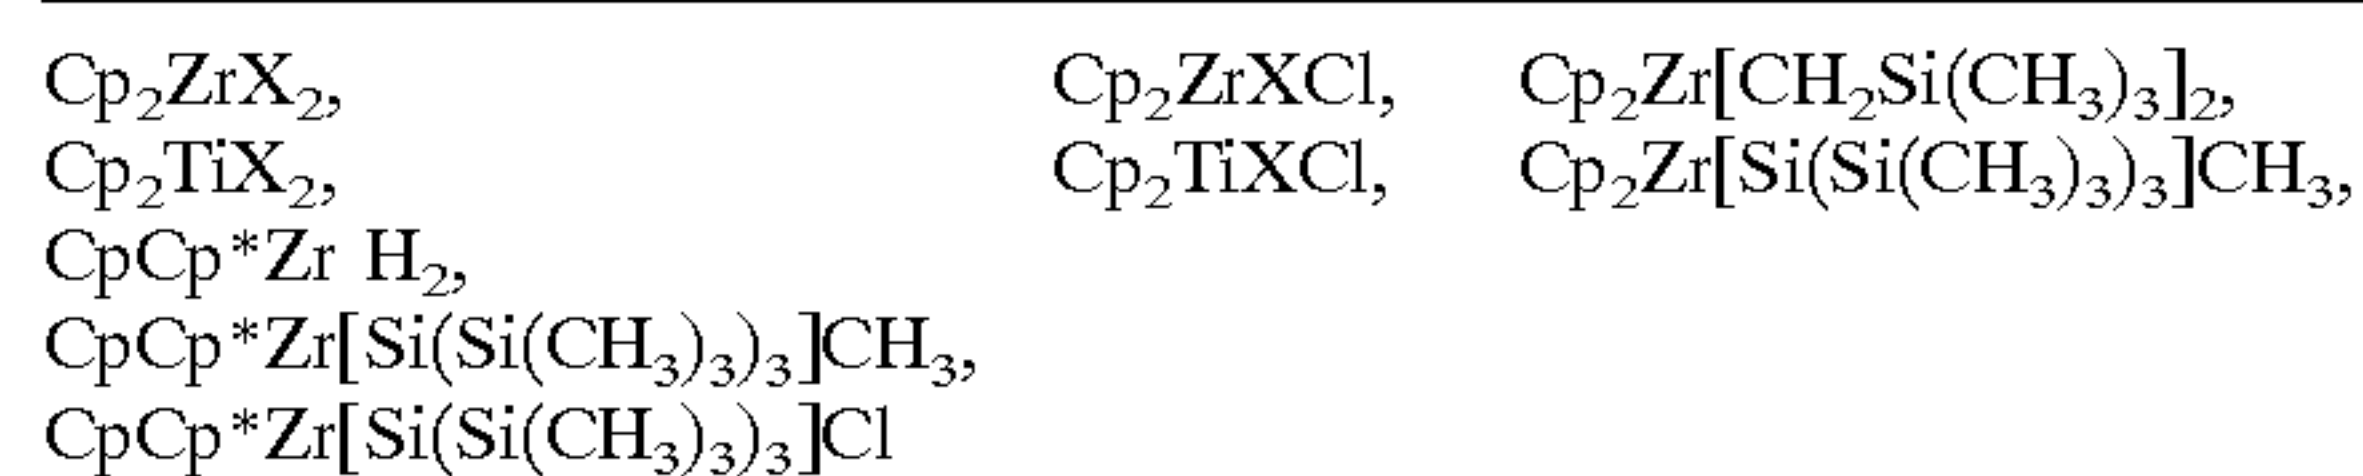 Cp₂ZrX₂, Cp₂ZrXCl, Cp₂Zr[CH₂Si(CH₃)₃]₂,
Cp₂TiX₂, Cp₂TiXCl, Cp₂Zr[Si(Si(CH₃)₃)₃]CH₃,
CpCp*Zr H₂,
CpCp*Zr[Si(Si(CH₃)₃)₃]CH₃,
CpCp*Zr[Si(Si(CH₃)₃)₃]Cl